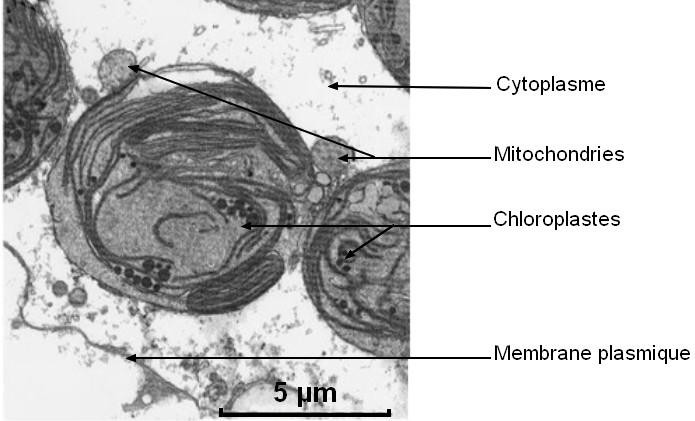 Cytoplasme
Mitochondries
Chloroplastes
Membrane plasmique
5 µm